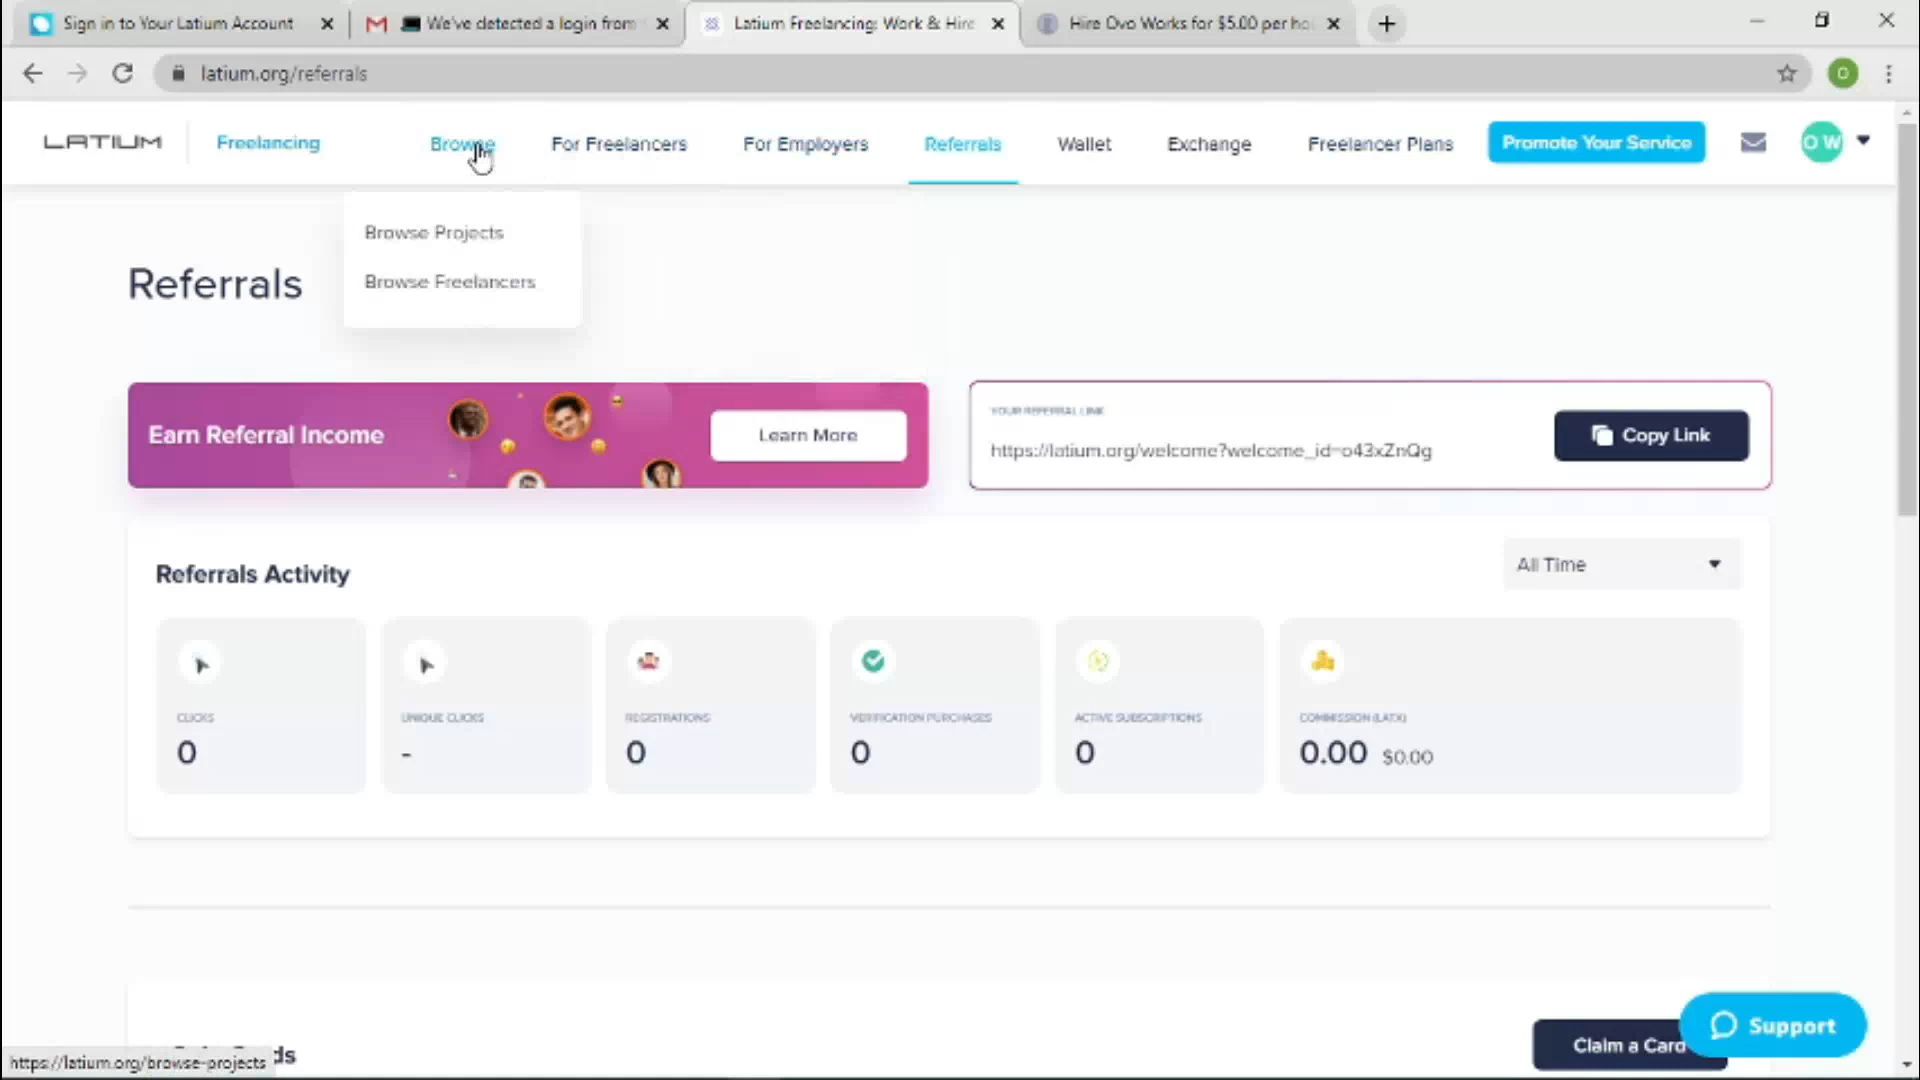 Sign in to Your Latium Account
We've detected a login from
Latium Freelancing: Work & Hire
Hire Ovo Works for $5.00 per ho
latium.org/referrals
O
LATIUM
Freelancing
Browse
For Freelancers
For Employers
Referrals
Wallet
Exchange
Freelancer Plans
Promote Your Service
O W
Browse Projects
Browse Freelancers
Referrals
Earn Referral Income
Learn More
YOUR REFERRAL LINK
https://latium.org/welcome?welcome_id=o43xZnQg
Copy Link
Referrals Activity
All Time
CLICKS
0
UNIQUE CLICKS
-
REGISTRATIONS
0
VERIFICATION PURCHASES
0
ACTIVE SUBSCRIPTIONS
0
COMMISSION (LATX)
0.00 $0.00
Claim a Card
Support
https://latium.org/browse-projects